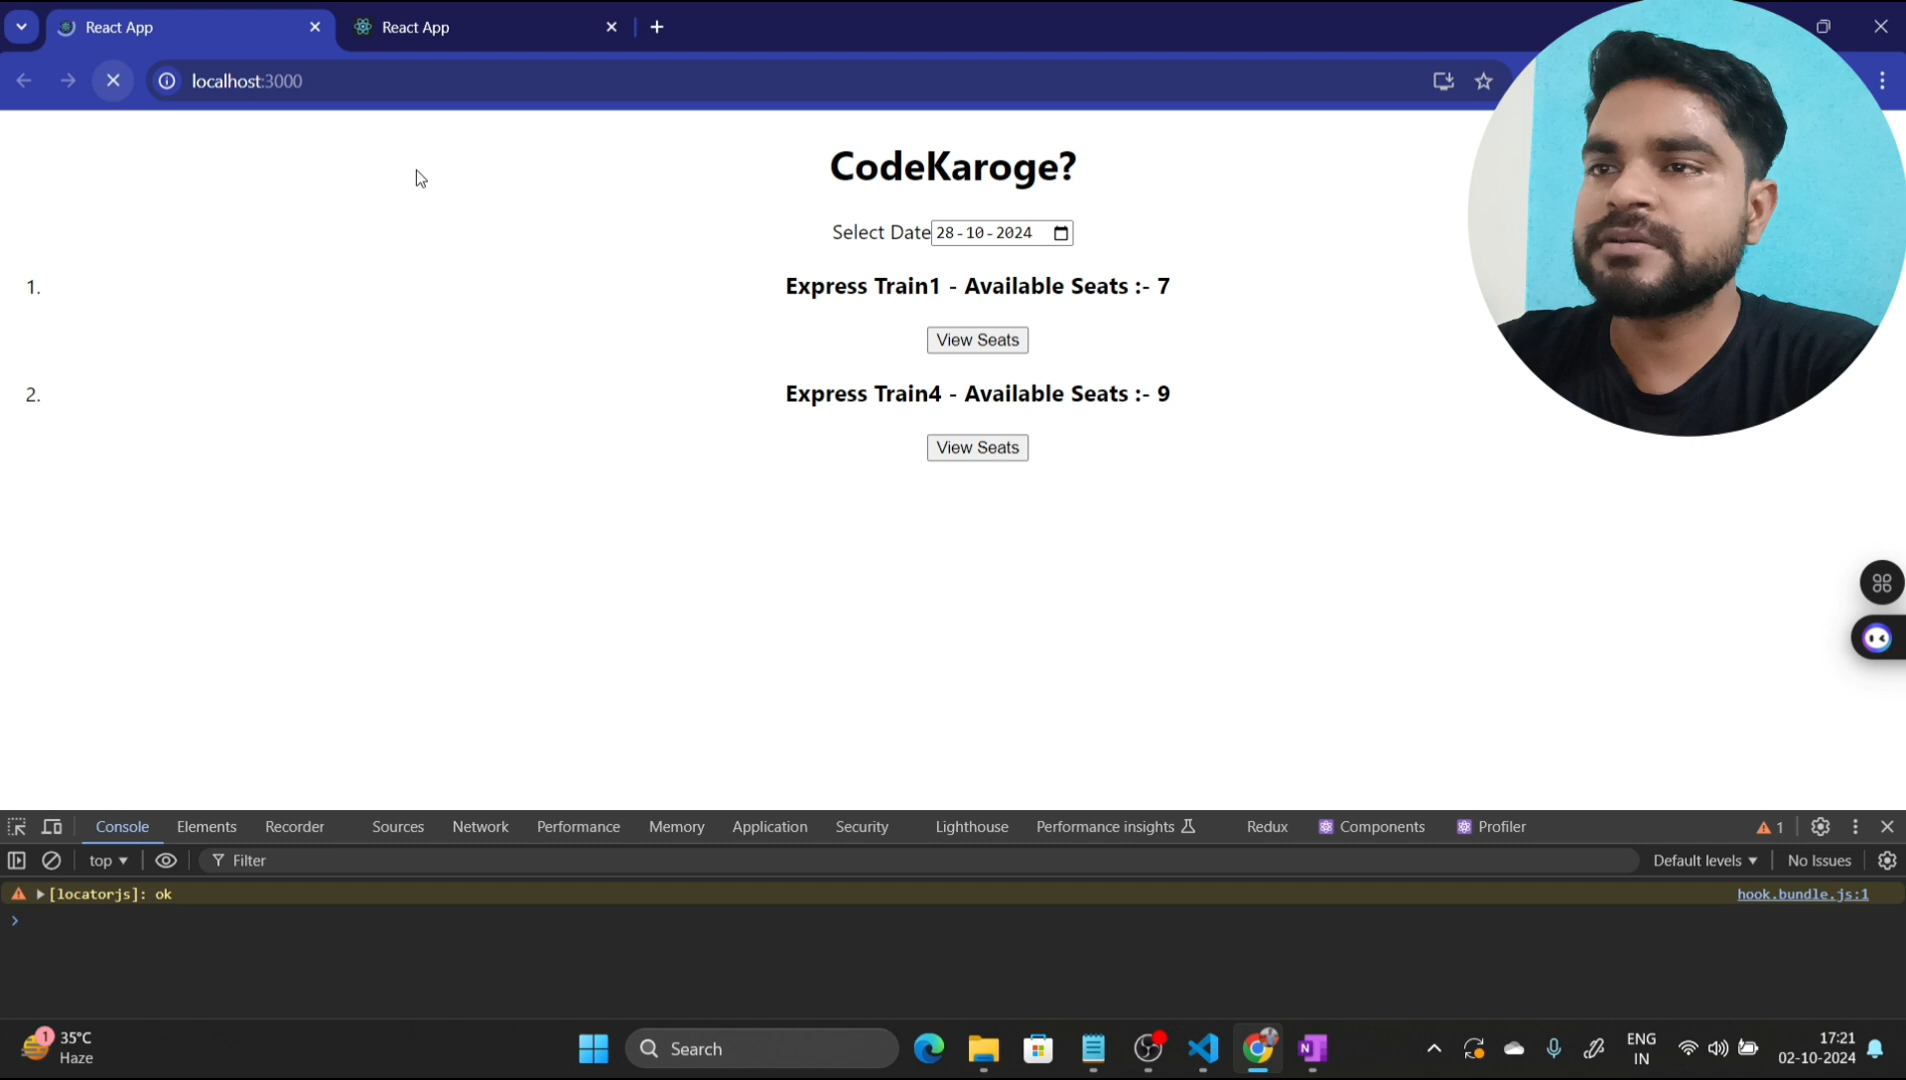 React App
React App
localhost:3000
CodeKaroge?
Select Date 28-10-2024
1. Express Train1 - Available Seats :- 7
View Seats
2. Express Train4 - Available Seats :- 9
View Seats
Console Elements Recorder Sources Network Performance Memory Application Security Lighthouse Performance insights Redux Components Profiler 1
top Filter Default levels No Issues
[locatorjs]: ok hook.bundle.js:1
1 35°C
Haze
Search
ENG
IN
17:21
02-10-2024